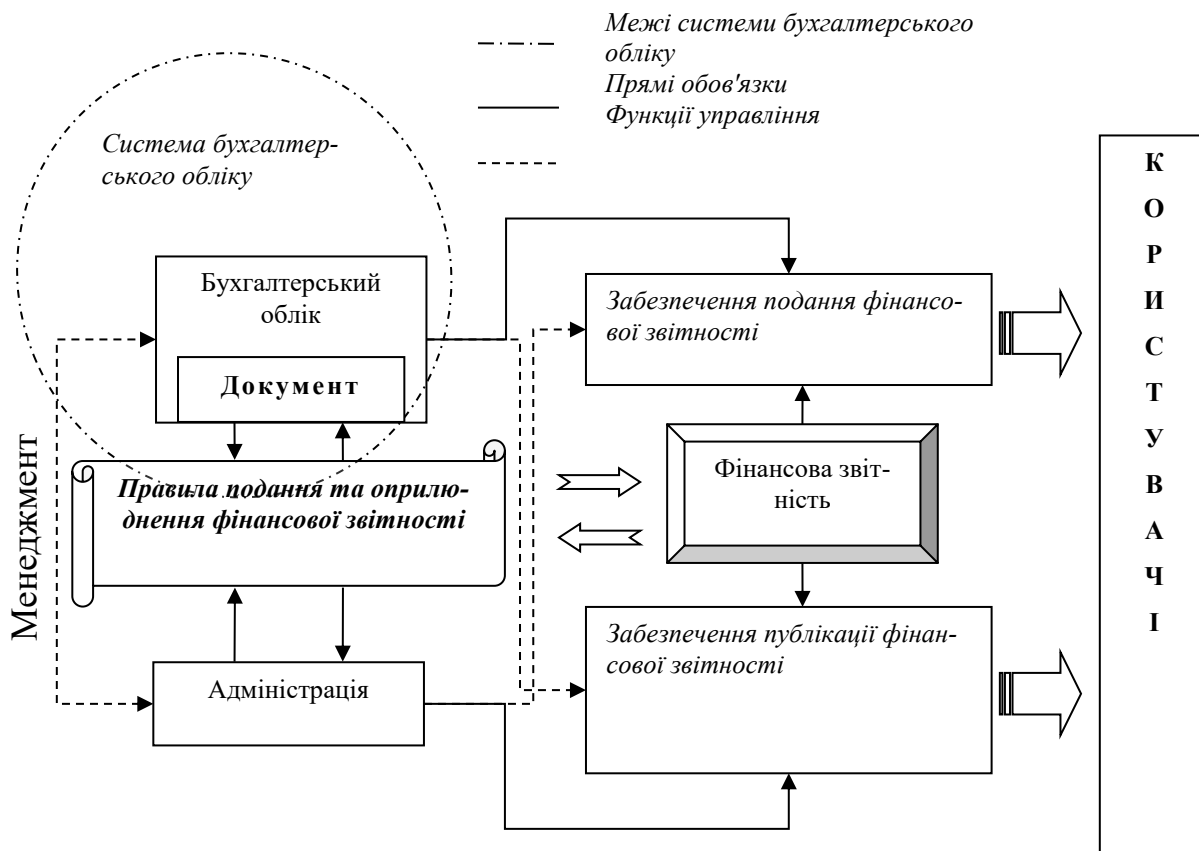 Межі системи бухгалтерського
обліку
Прямі обов'язки
Функції управління
Система бухгалтер-
ського обліку
Бухгалтерський
облік
Документ
Правила подання та оприлю-
днення фінансової звітності
Адміністрація
Менеджмент
Забезпечення подання фінансо-
вої звітності
Фінансова звіт-
ність
Забезпечення публікації фінан-
сової звітності
К
О
Р
И
С
Т
У
В
А
Ч
І